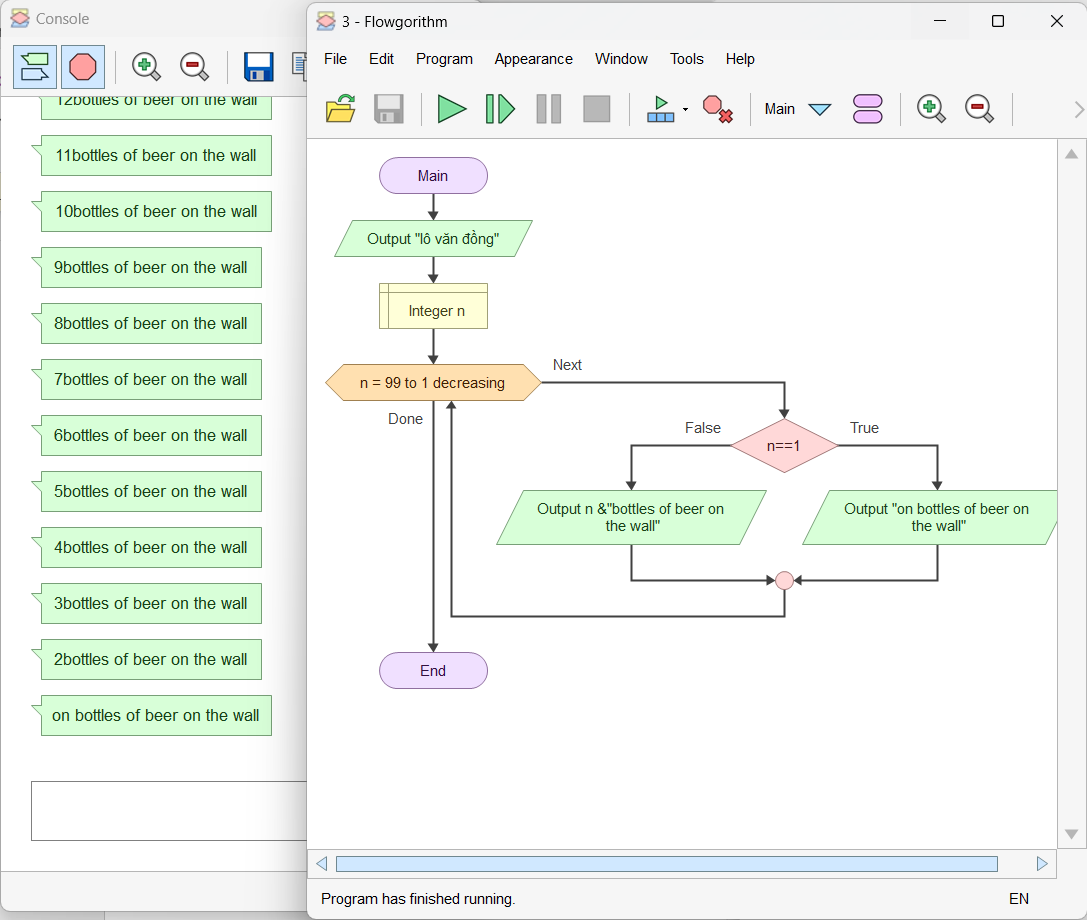 Console
12bottles of beer on the wall
11bottles of beer on the wall
10bottles of beer on the wall
9bottles of beer on the wall
8bottles of beer on the wall
7bottles of beer on the wall
6bottles of beer on the wall
5bottles of beer on the wall
4bottles of beer on the wall
3bottles of beer on the wall
2bottles of beer on the wall
on bottles of beer on the wall
3 - Flowgorithm
File Edit Program Appearance Window Tools Help
Main
Main
Output "lô văn đồng"
Integer n
n = 99 to 1 decreasing
Next
Done
False
n==1
True
Output n &"bottles of beer on
the wall"
Output "on bottles of beer on
the wall"
End
Program has finished running.
EN